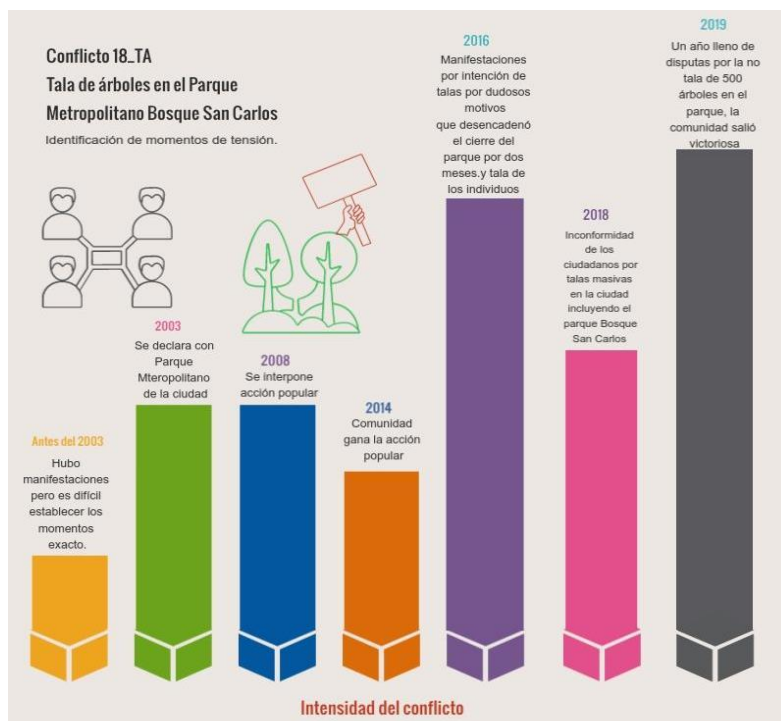 Conflicto 18_TA
Tala de árboles en el Parque
Metropolitano Bosque San Carlos
Identificación de momentos de tensión.
Antes del 2003
Hubo
manifestaciones
pero es difícil
establecer los
momentos
exacto.
2003
Se declara con
Parque
Mteropolitano
de la ciudad
2008
Se interpone
acción popular
2014
Comunidad
gana la acción
popular
2016
Manifestaciones
por intención de
talas por dudosos
motivos
que desencadenó
el cierre del
parque por dos
meses.y tala de
los individuos
2018
Inconformidad
de los
ciudadanos por
talas masivas
en la ciudad
incluyendo el
parque Bosque
San Carlos
2019
Un año lleno de
disputas por la no
tala de 500
árboles en el
parque, la
comunidad salió
victoriosa
Intensidad del conflicto